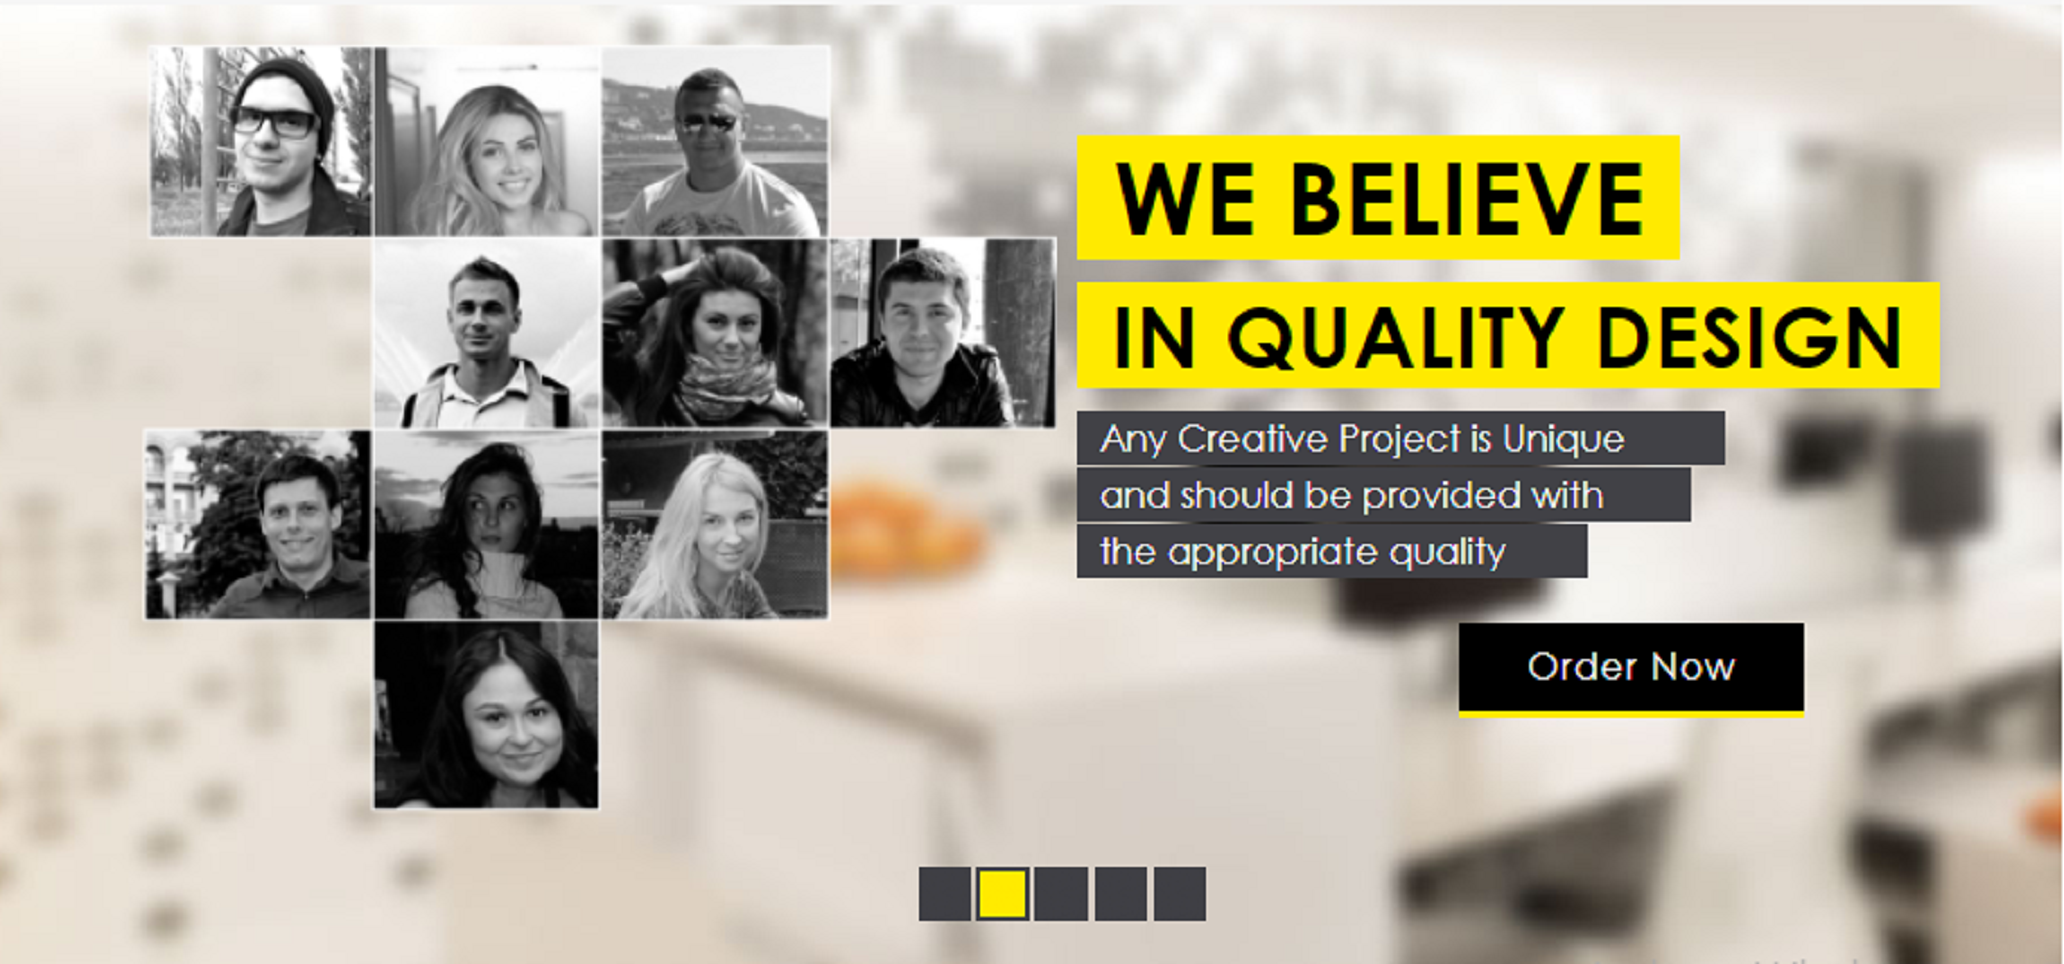 WE BELIEVE
IN QUALITY DESIGN
Any Creative Project is Unique
and should be provided with
the appropriate quality
Order Now